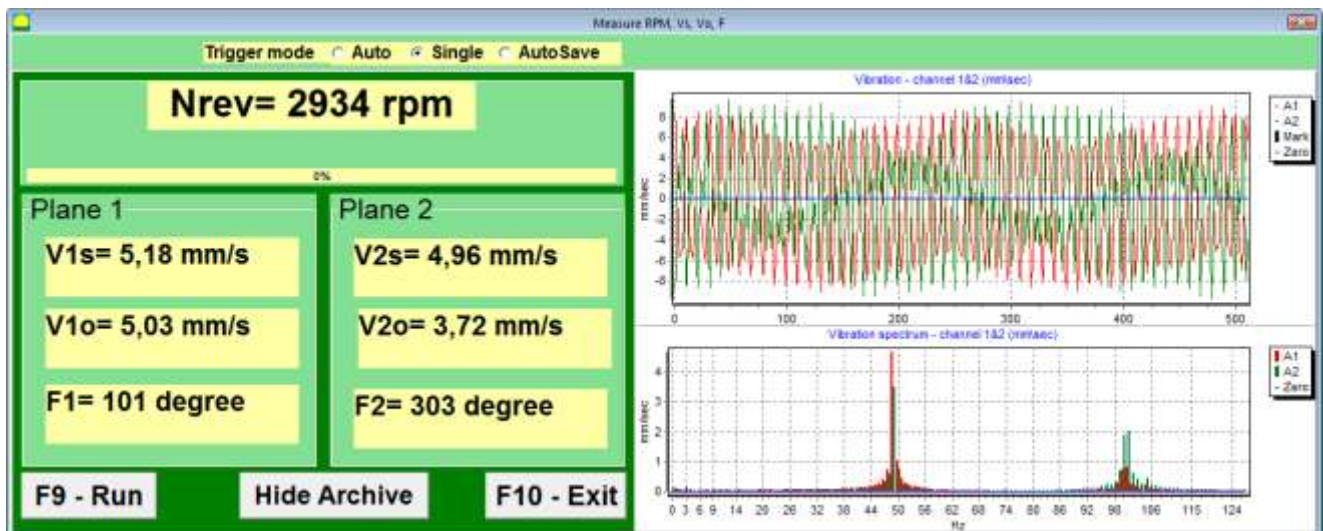 Measure RPM, Vs, Vo, F
Trigger mode Auto Single AutoSave
Nrev= 2934 rpm
0%
Plane 1
V1s= 5,18 mm/s
V1o= 5,03 mm/s
F1= 101 degree
Plane 2
V2s= 4,96 mm/s
V2o= 3,72 mm/s
F2= 303 degree
F9 - Run
Hide Archive
F10 - Exit
Vibration - channel 1&2 (mm/sec)
mm/sec
8
6
4
2
0
-2
-4
-6
-8
0 100 200 300 400 500
A1
A2
Mark
Zero
Vibration spectrum - channel 1&2 (mm/sec)
mm/sec
4
3
2
1
0
0 3 6 9 14 20 26 32 38 44 50 56 62 68 74 80 86 92 98 106 115 124
Hz
A1
A2
Zero